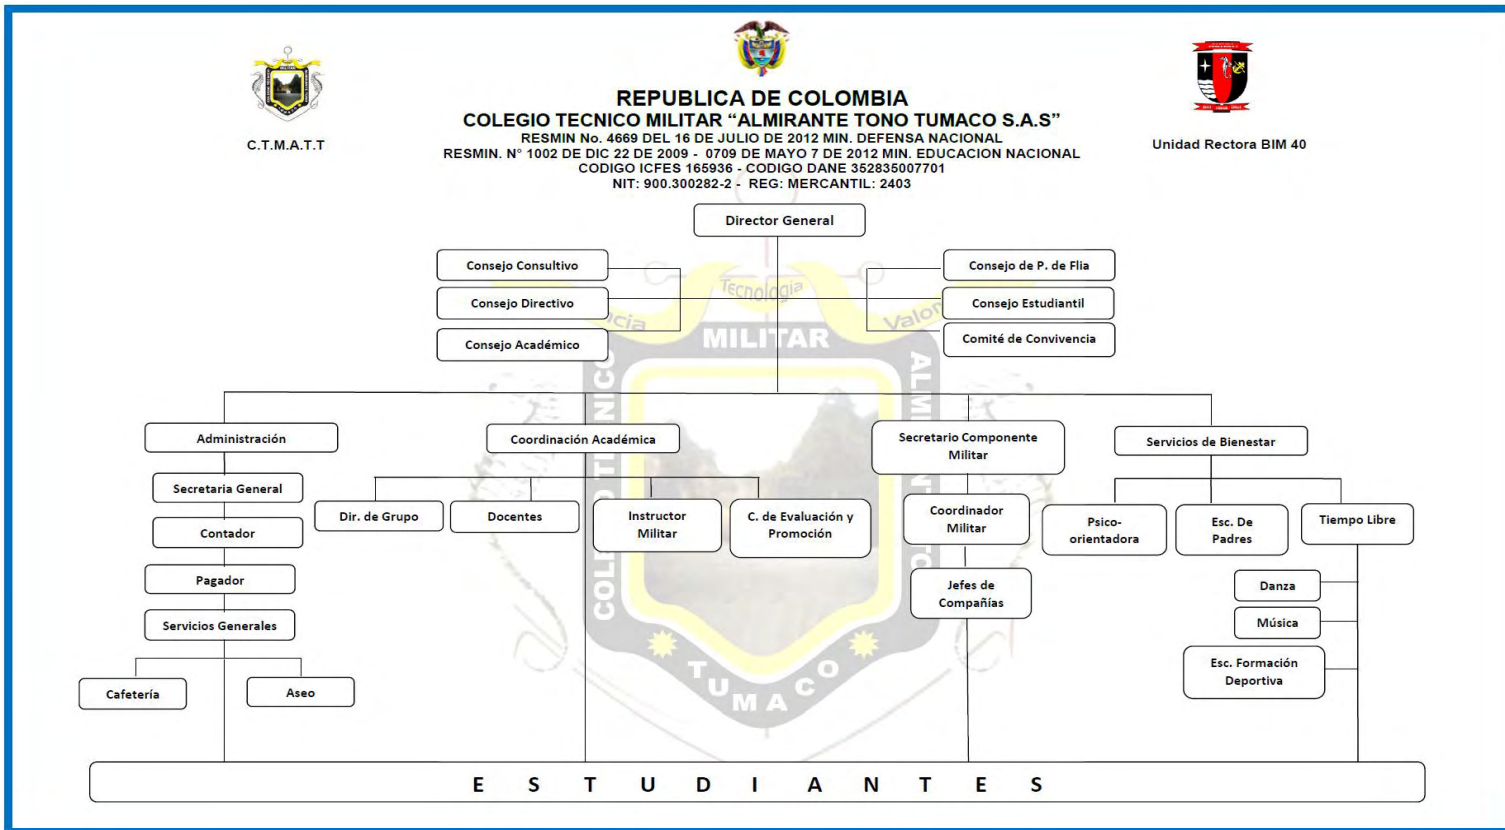 C.T.M.A.T.T
REPUBLICA DE COLOMBIA
COLEGIO TECNICO MILITAR “ALMIRANTE TONO TUMACO S.A.S”
RESMIN No. 4669 DEL 16 DE JULIO DE 2012 MIN. DEFENSA NACIONAL
RESMIN. N° 1002 DE DIC 22 DE 2009 - 0709 DE MAYO 7 DE 2012 MIN. EDUCACION NACIONAL
CODIGO ICFES 165936 - CODIGO DANE 352835007701
NIT: 900.300282-2 - REG: MERCANTIL: 2403
Unidad Rectora BIM 40
Director General
Consejo Consultivo
Consejo Directivo
Consejo Académico
Consejo de P. de Flia
Consejo Estudiantil
Comité de Convivencia
Tecnología
MILITAR
TUMACO
Administración
Secretaria General
Contador
Pagador
Servicios Generales
Cafetería
Aseo
Coordinación Académica
Dir. de Grupo
Docentes
Instructor
Militar
C. de Evaluación y
Promoción
Secretario Componente
Militar
Coordinador
Militar
Jefes de
Compañías
Servicios de Bienestar
Psico-
orientadora
Esc. De
Padres
Tiempo Libre
Danza
Música
Esc. Formación
Deportiva
E S T U D I A N T E S